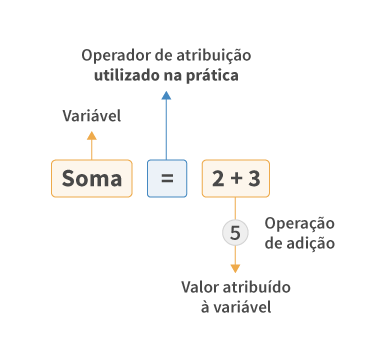 Operador de atribuição
utilizado na prática
Variável
Soma = 2 + 3
5
Operação
de adição
Valor atribuído
à variável